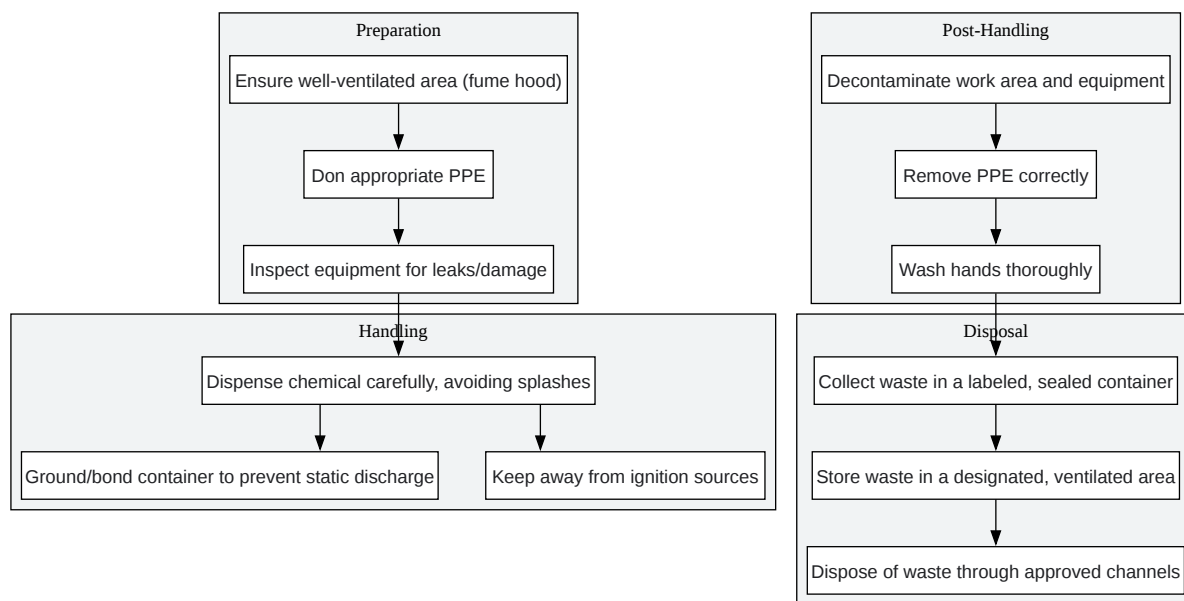 Preparation
Ensure well-ventilated area (fume hood)
Don appropriate PPE
Inspect equipment for leaks/damage
Handling
Dispense chemical carefully, avoiding splashes
Ground/bond container to prevent static discharge
Keep away from ignition sources
Post-Handling
Decontaminate work area and equipment
Remove PPE correctly
Wash hands thoroughly
Disposal
Collect waste in a labeled, sealed container
Store waste in a designated, ventilated area
Dispose of waste through approved channels